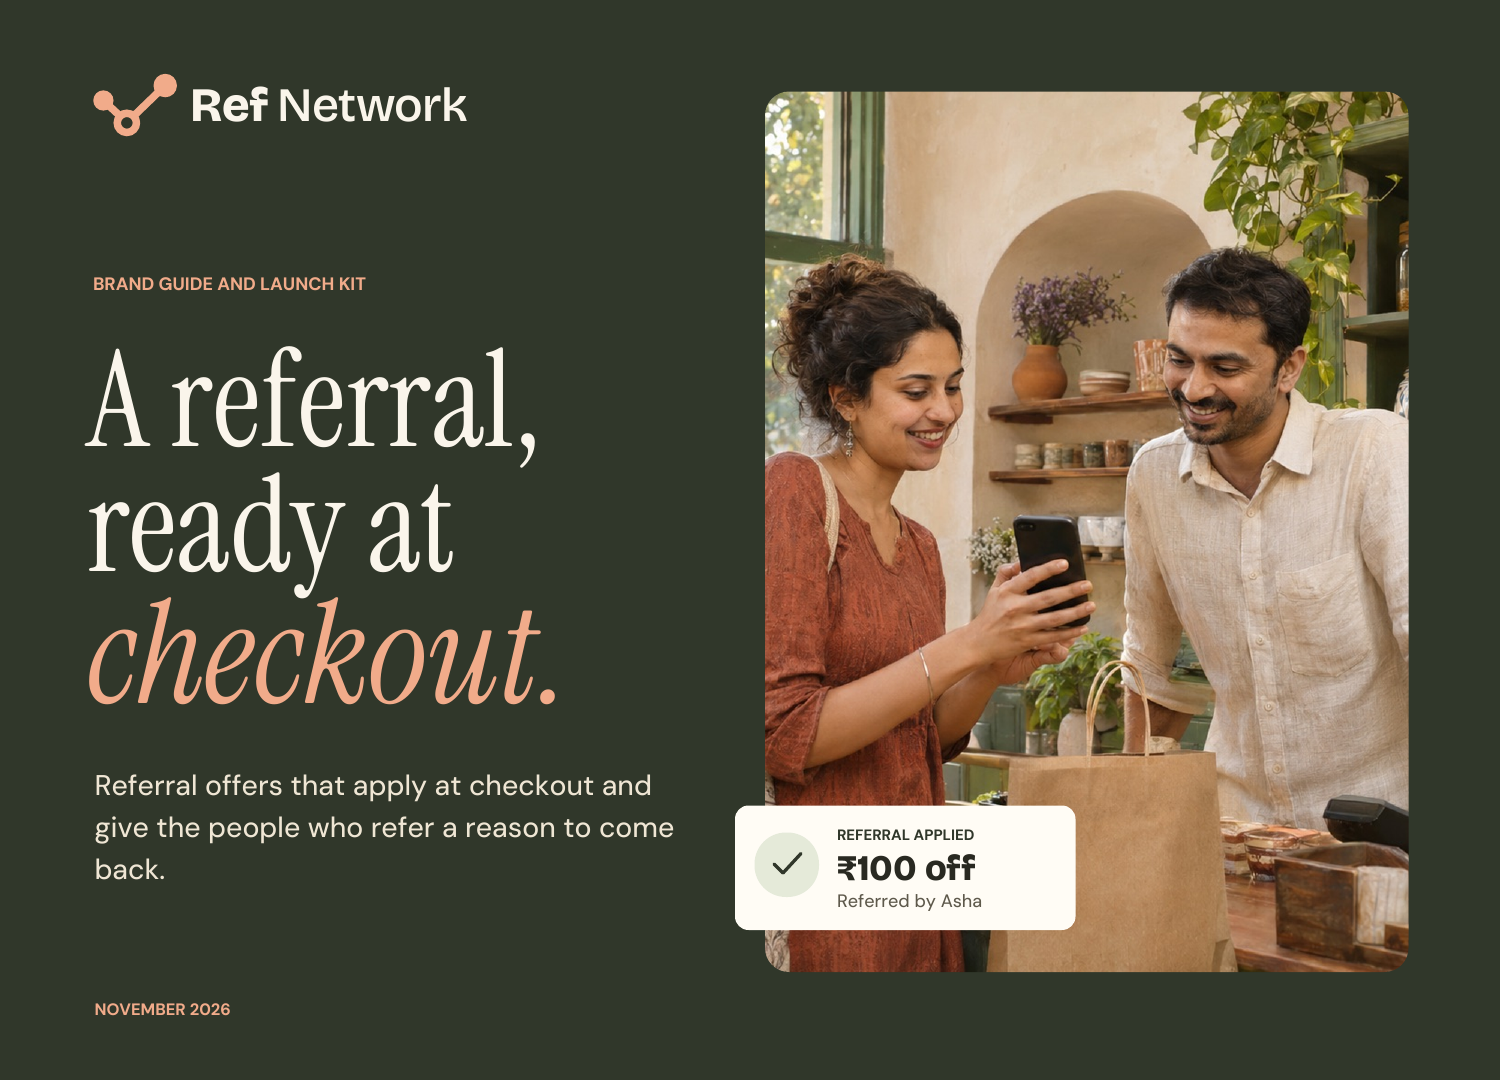 Ref Network
BRAND GUIDE AND LAUNCH KIT
A referral,
ready at
checkout.
Referral offers that apply at checkout and
give the people who refer a reason to come
back.
REFERRAL APPLIED
₹100 off
Referred by Asha
NOVEMBER 2026